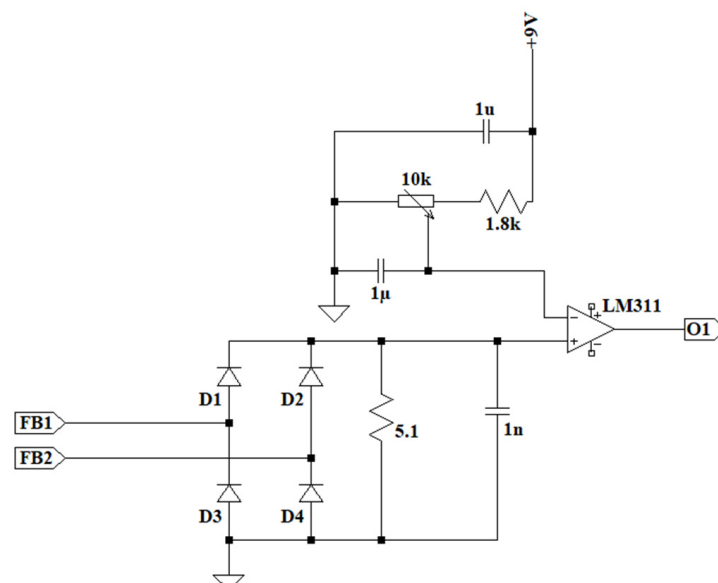 +9V
1u
10k
1.8k
1µ
LM311
−
+
+
−
O1
D1
D2
5.1
1n
FB1
FB2
D3
D4